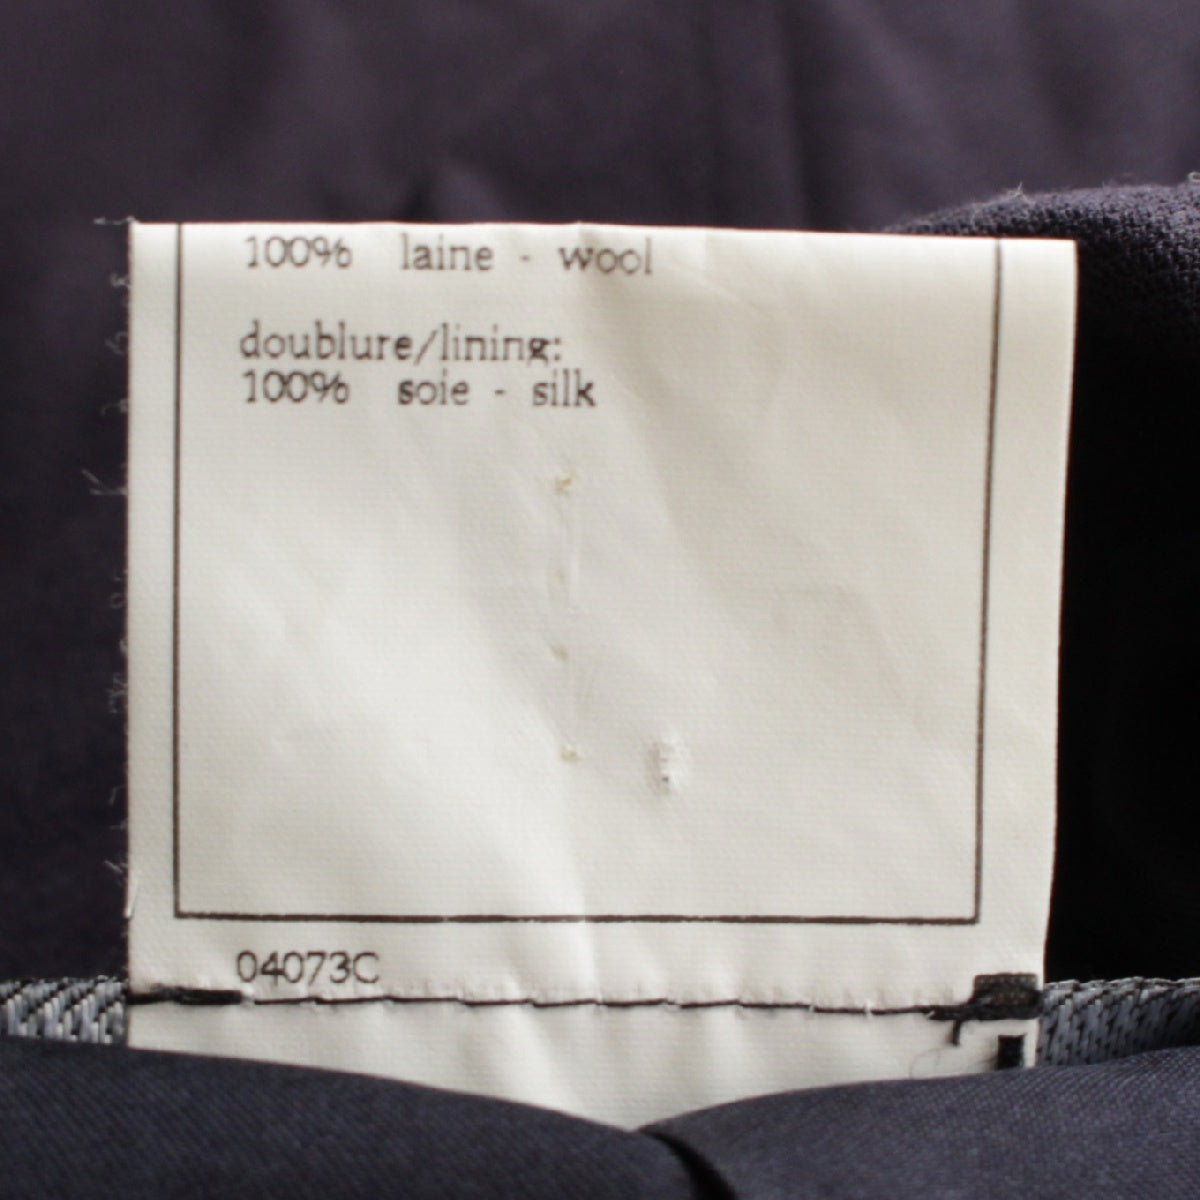 100% laine - wool
doublure/lining:
100% soie - silk
04073C